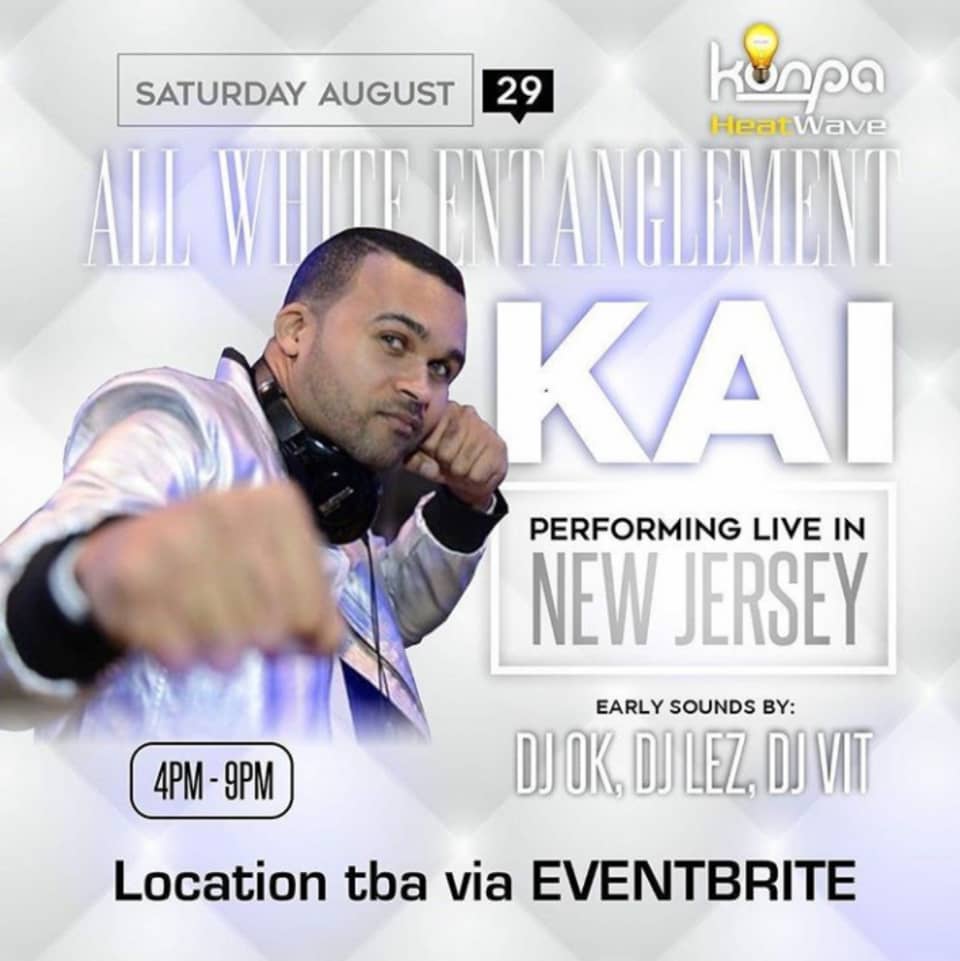 SATURDAY AUGUST 29
konpa
HeatWave
ALL WHITE ENTANGLEMENT
KAI
PERFORMING LIVE IN
NEW JERSEY
EARLY SOUNDS BY:
DJ OK, DJ LEZ, DJ VIT
4PM - 9PM
Location tba via EVENTBRITE